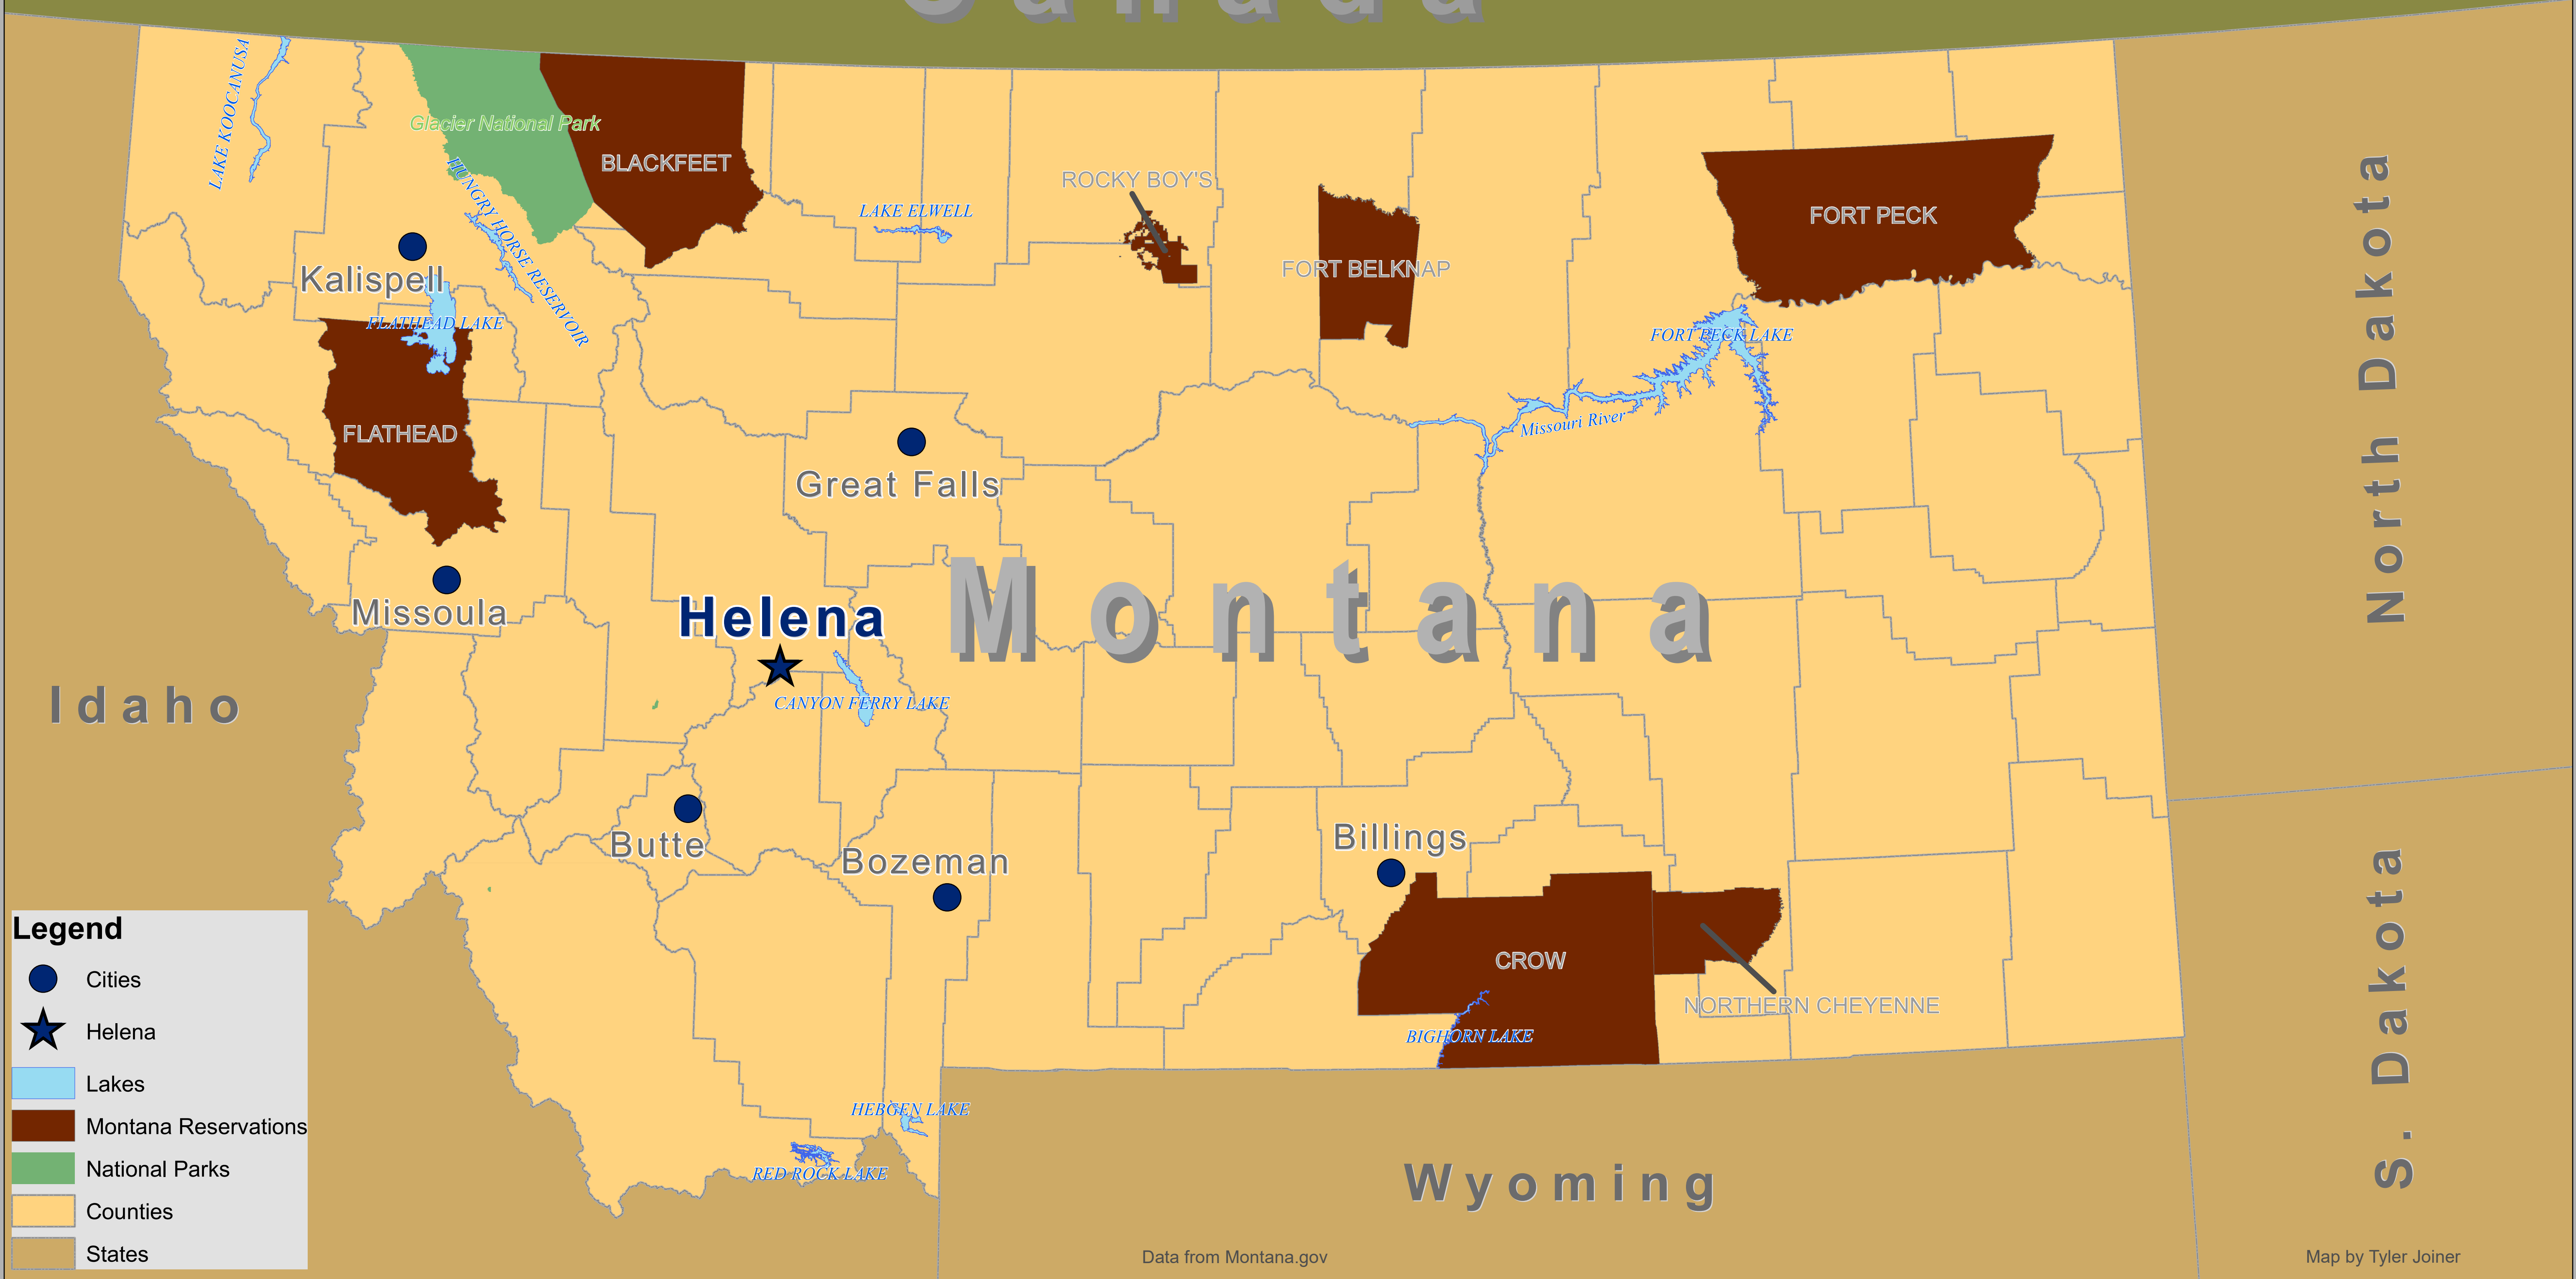 Canada
LAKE KOOCANUSA
Glacier National Park
BLACKFEET
HUNGRY HORSE RESERVOIR
LAKE ELWELL
ROCKY BOY'S
FORT BELKNAP
FORT PECK
North Dakota
Kalispell
FLATHEAD LAKE
FORT PECK LAKE
Missouri River
FLATHEAD
Great Falls
Missoula
Helena
Montana
Idaho
CANYON FERRY LAKE
Butte
Bozeman
Billings
CROW
NORTHERN CHEYENNE
BIGHORN LAKE
S. Dakota
HEBGEN LAKE
RED ROCK LAKE
Wyoming
Legend
Cities
Helena
Lakes
Montana Reservations
National Parks
Counties
States
Data from Montana.gov
Map by Tyler Joiner